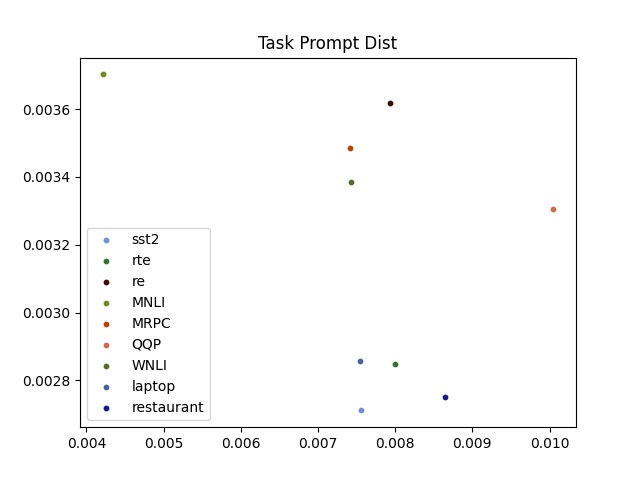 Task Prompt Dist
0.0036
0.0034
0.0032
0.0030
0.0028
sst2
rte
re
MNLI
MRPC
QQP
WNLI
laptop
restaurant
0.004 0.005 0.006 0.007 0.008 0.009 0.010